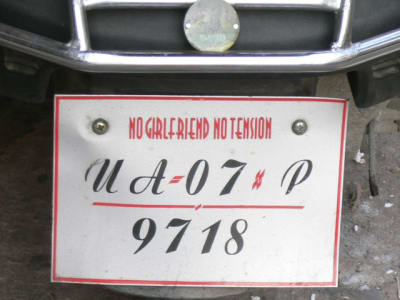 NO GIRLFRIEND NO TENSION
UA=07=P
9718